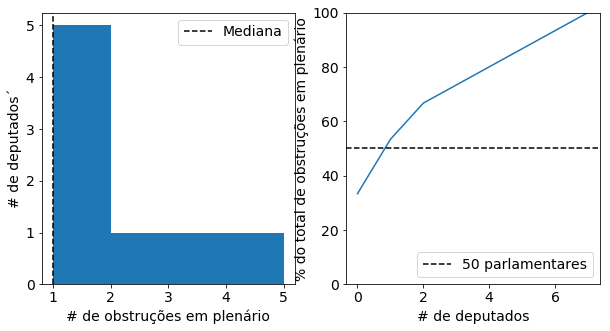 Mediana
5
4
3
2
1
0
# de deputados´
1 2 3 4 5
# de obstruções em plenário
100
80
60
40
20
0
% do total de obstruções em plenário
50 parlamentares
0 2 4 6
# de deputados